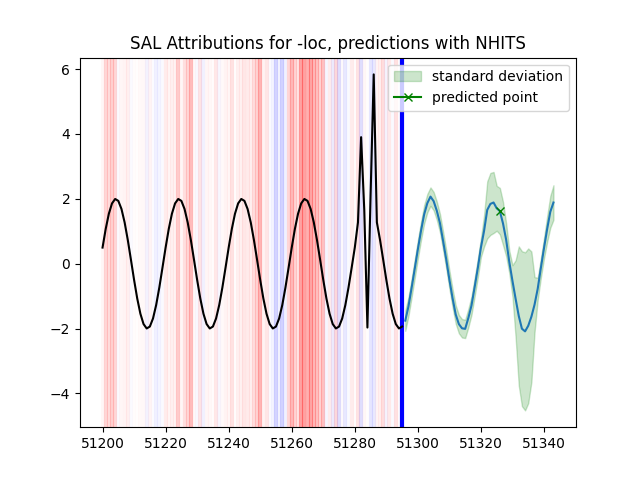 SAL Attributions for -loc, predictions with NHITS
standard deviation
predicted point
6
4
2
0
−2
−4
51200 51220 51240 51260 51280 51300 51320 51340